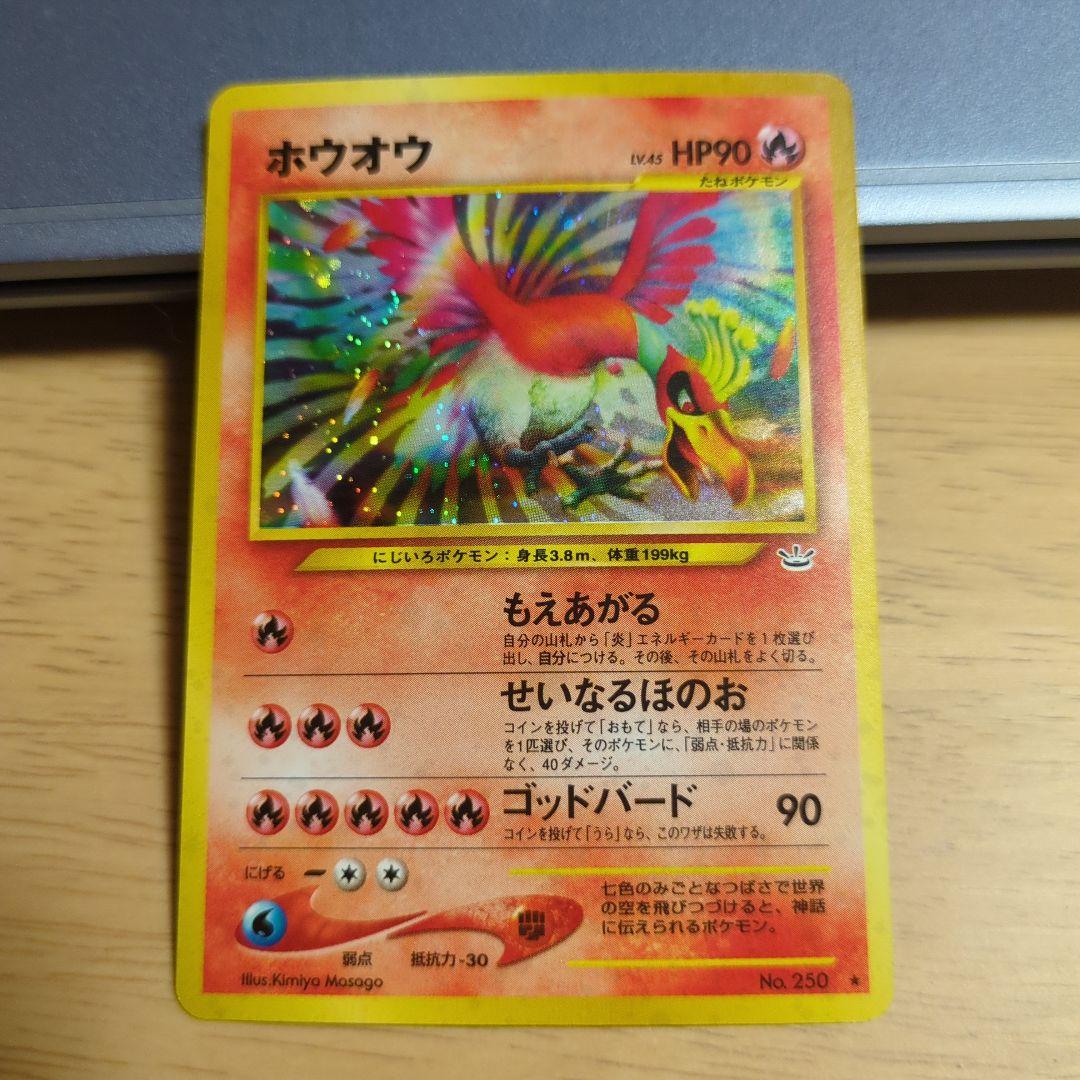 ホウオウ
LV.45 HP90
たねポケモン
にじいろポケモン：身長3.8m、体重199kg
もえあがる
自分の山札から「炎」エネルギーカードを1枚選び
出し、自分につける。その後、その山札をよく切る。
せいなるほのお
コインを投げて「おもて」なら、相手の場のポケモン
を1匹選び、そのポケモンに、「弱点・抵抗力」に関係
なく、40ダメージ。
ゴッドバード 90
コインを投げて「うら」なら、このワザは失敗する。
にげる
七色のみごとなつばさで世界
の空を飛びつづけると、神話
に伝えられるポケモン。
弱点 抵抗力-30
Illus.Kimiya Masago
No. 250 ★